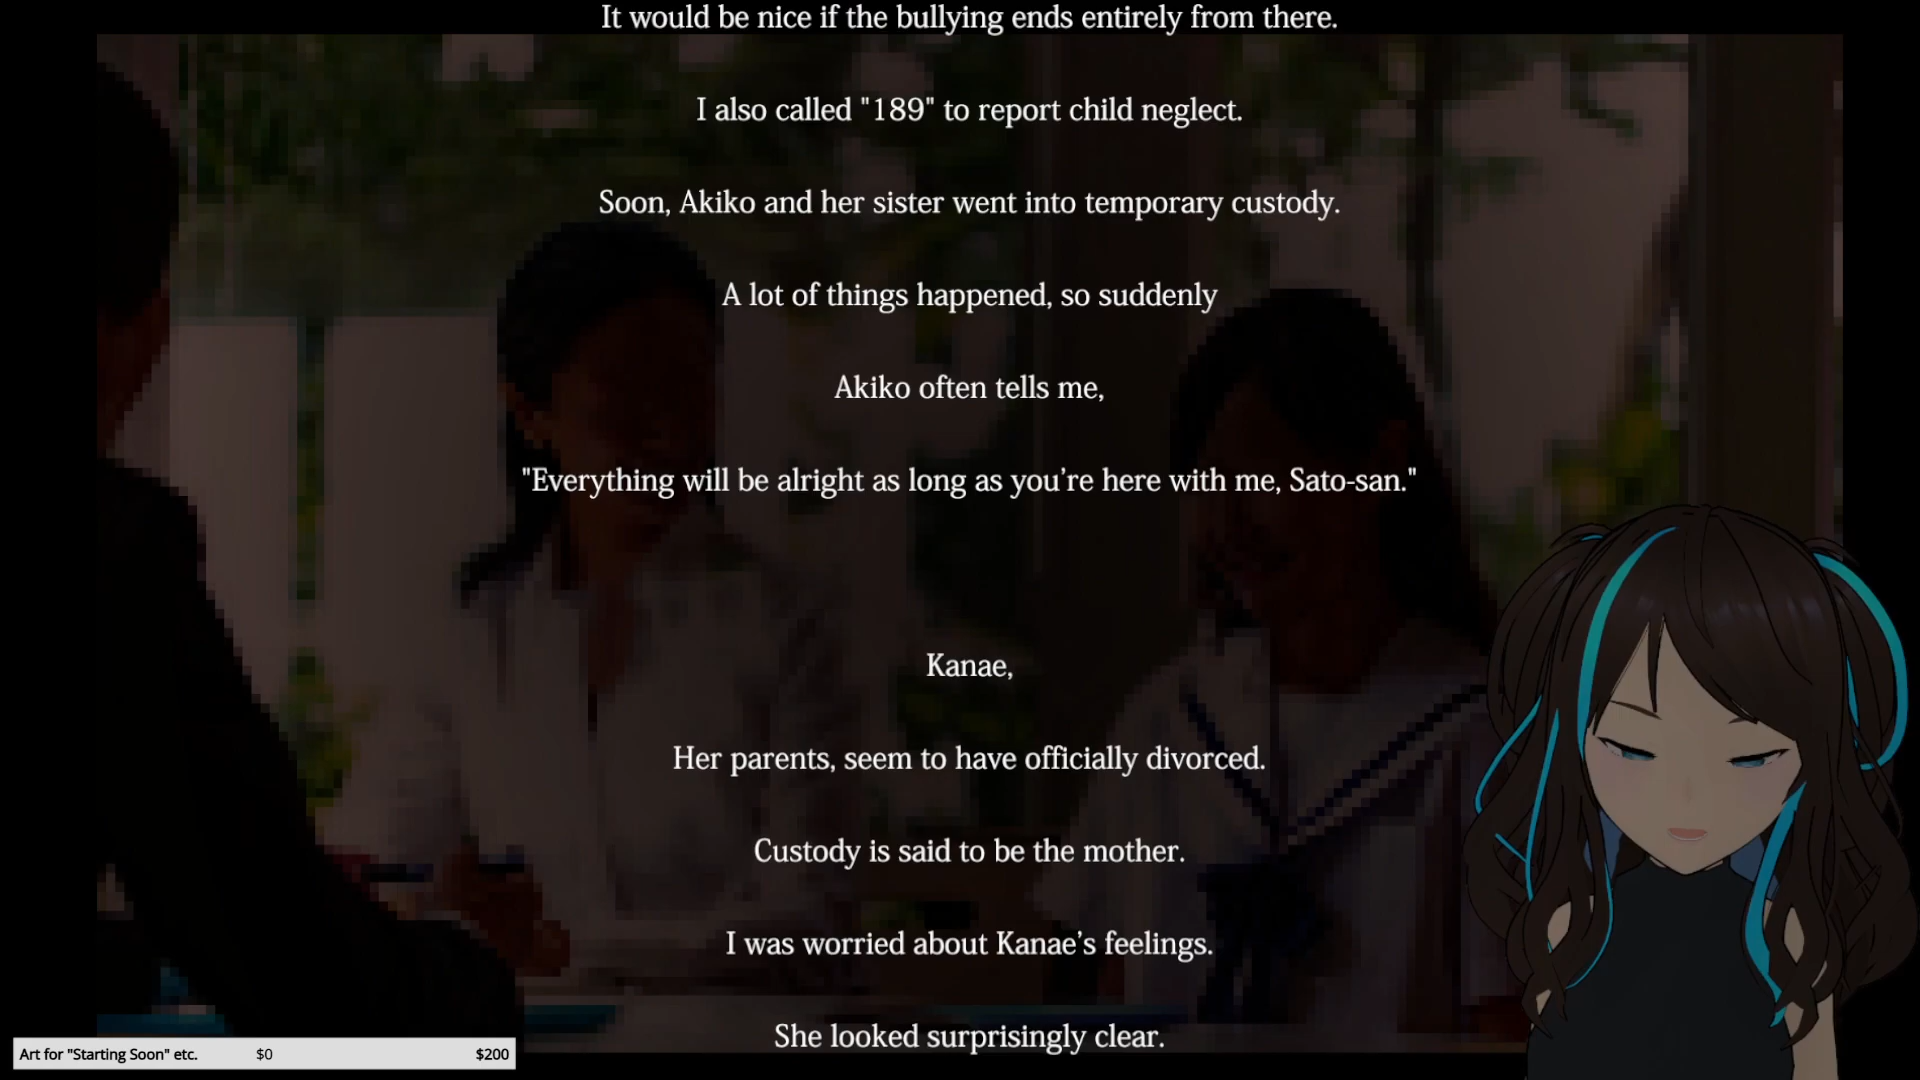 It would be nice if the bullying ends entirely from there.
I also called "189" to report child neglect.
Soon, Akiko and her sister went into temporary custody.
A lot of things happened, so suddenly
Akiko often tells me,
"Everything will be alright as long as you're here with me, Sato-san."
Kanae,
Her parents, seem to have officially divorced.
Custody is said to be the mother.
I was worried about Kanae's feelings.
She looked surprisingly clear.
Art for "Starting Soon" etc. $0 $200